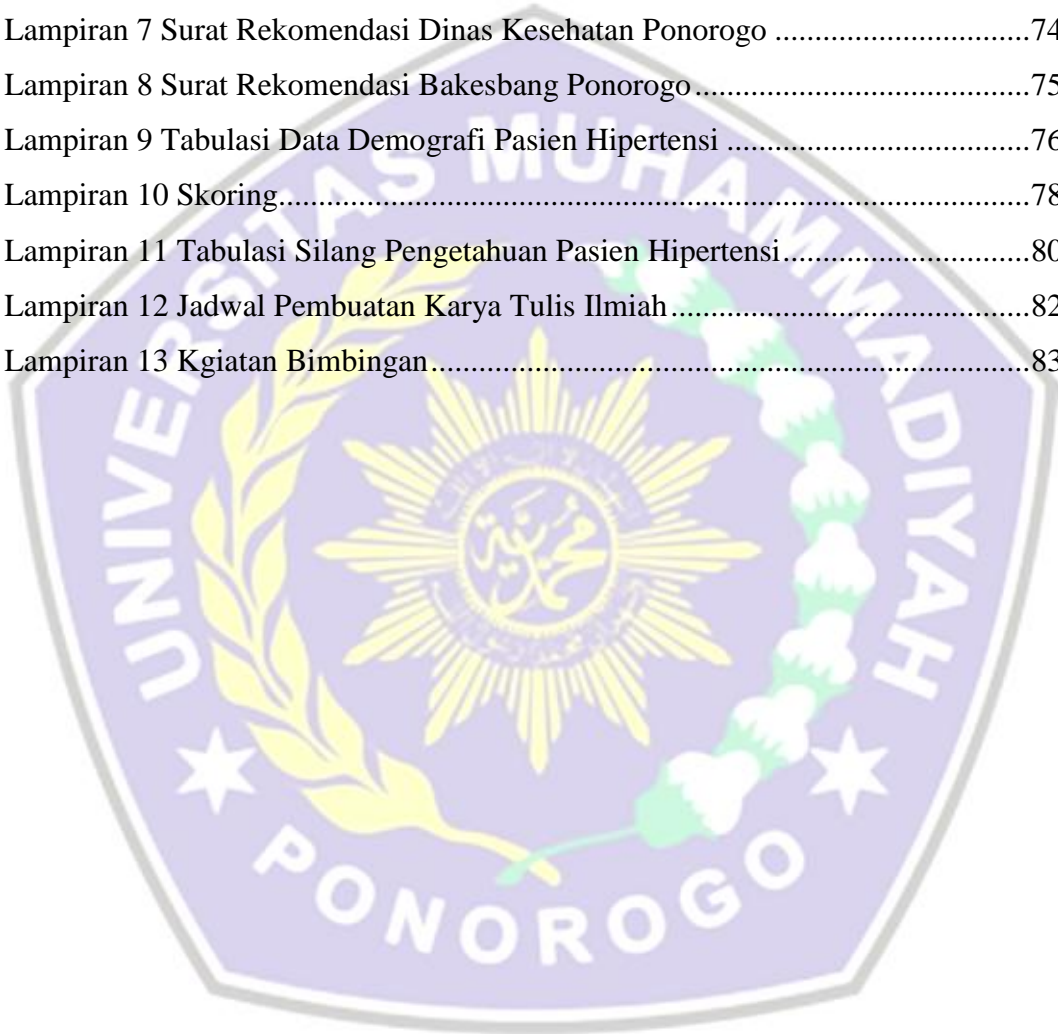 Lampiran 7 Surat Rekomendasi Dinas Kesehatan Ponorogo ................................74
Lampiran 8 Surat Rekomendasi Bakesbang Ponorogo..........................................75
Lampiran 9 Tabulasi Data Demografi Pasien Hipertensi ......................................76
Lampiran 10 Skoring...............................................................................................78
Lampiran 11 Tabulasi Silang Pengetahuan Pasien Hipertensi...............................80
Lampiran 12 Jadwal Pembuatan Karya Tulis Ilmiah..............................................82
Lampiran 13 Kgiatan Bimbingan............................................................................83
UNIVERSITAS MUHAMMADIYAH
محمدية
PONOROGO